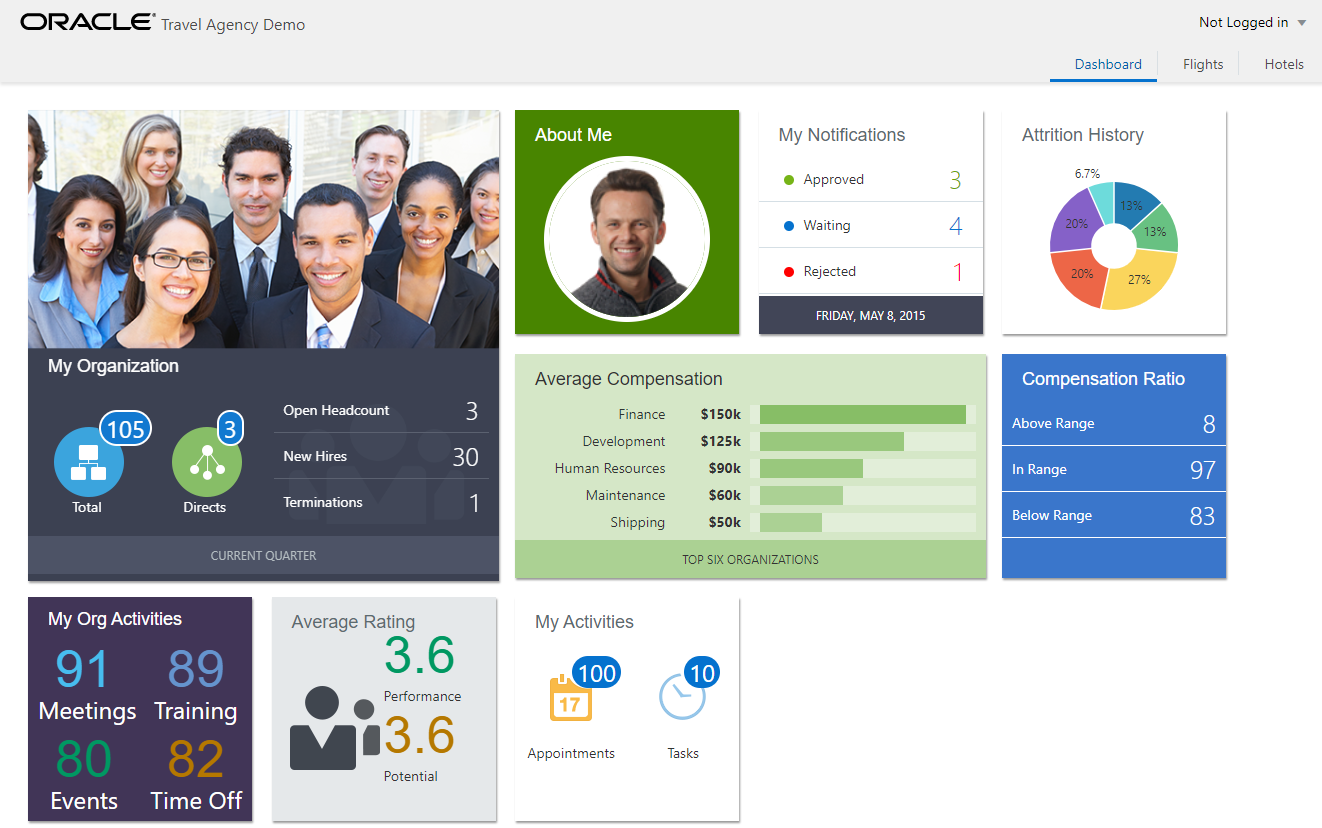 ORACLE® Travel Agency Demo
Not Logged in
Dashboard
Flights
Hotels
My Organization
105
Total
3
Directs
Open Headcount 3
New Hires 30
Terminations 1
CURRENT QUARTER
About Me
My Notifications
Approved 3
Waiting 4
Rejected 1
FRIDAY, MAY 8, 2015
Attrition History
6.7%
13%
13%
27%
20%
20%
Average Compensation
Finance $150k
Development $125k
Human Resources $90k
Maintenance $60k
Shipping $50k
TOP SIX ORGANIZATIONS
Compensation Ratio
Above Range 8
In Range 97
Below Range 83
My Org Activities
91 89
Meetings Training
80 82
Events Time Off
Average Rating
3.6
Performance
3.6
Potential
My Activities
100
17
Appointments
10
Tasks